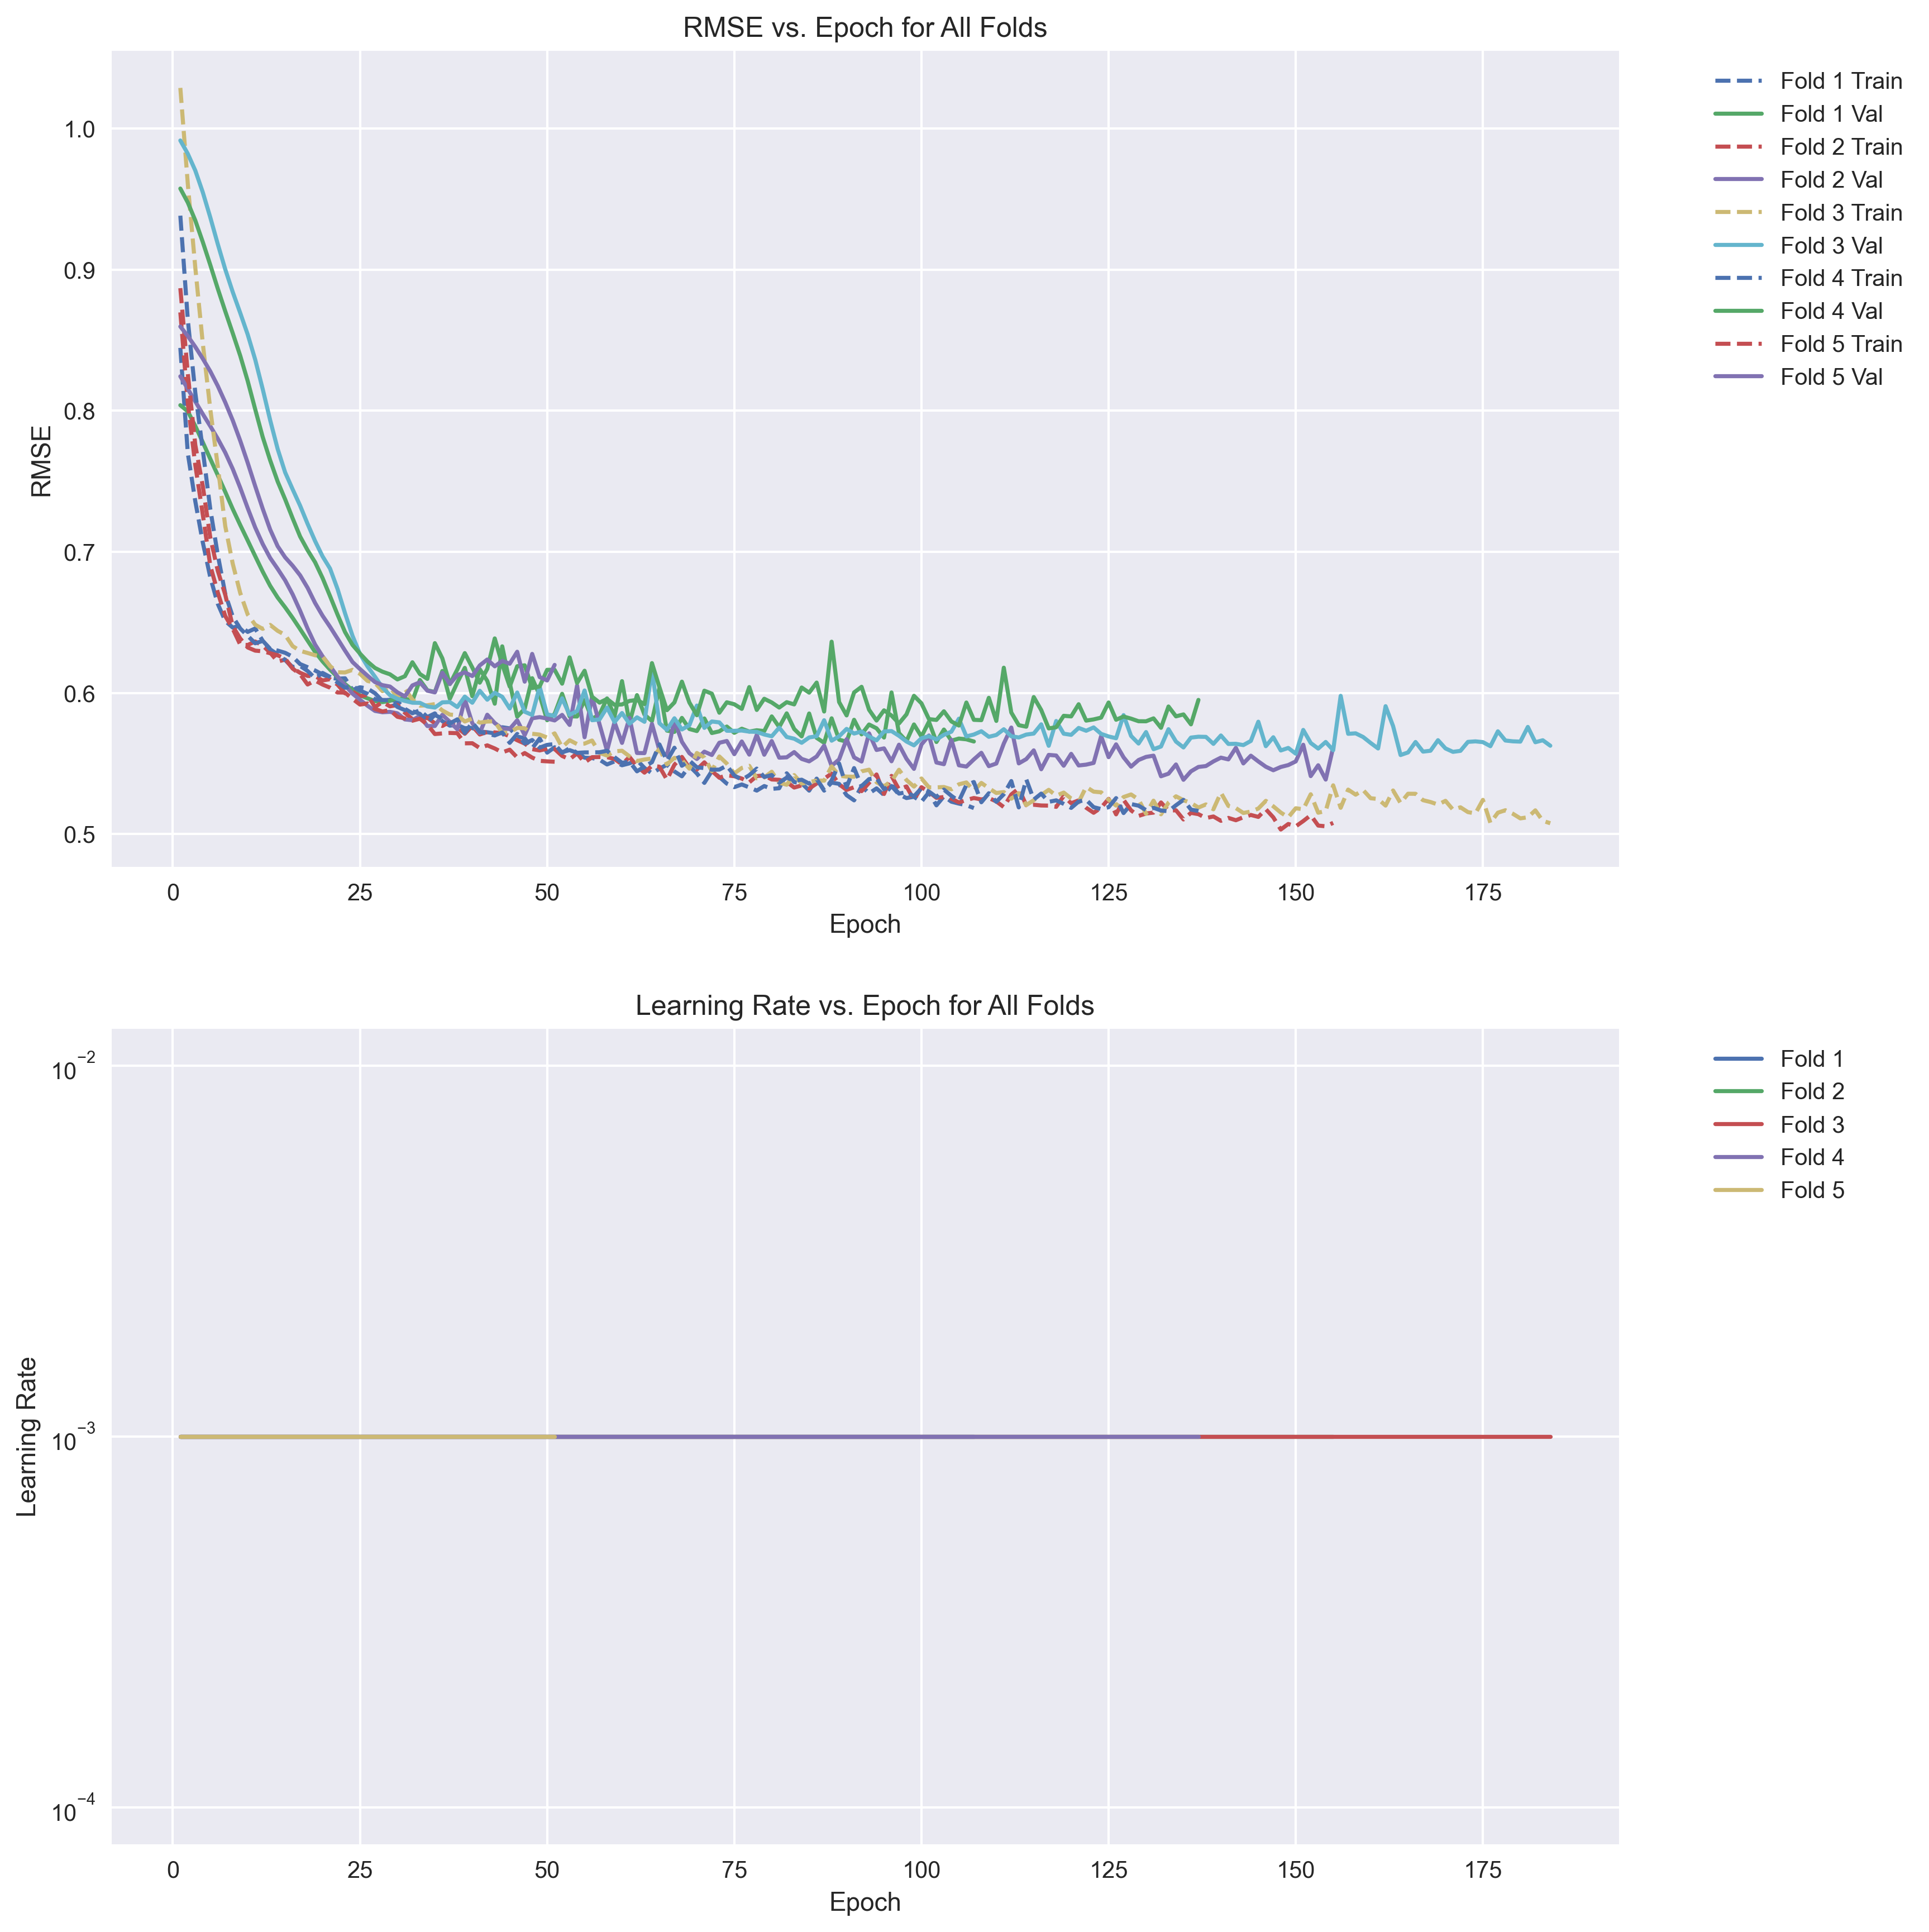 RMSE vs. Epoch for All Folds
RMSE
1.0
0.9
0.8
0.7
0.6
0.5
0 25 50 75 100 125 150 175
Epoch
Fold 1 Train
Fold 1 Val
Fold 2 Train
Fold 2 Val
Fold 3 Train
Fold 3 Val
Fold 4 Train
Fold 4 Val
Fold 5 Train
Fold 5 Val
Learning Rate vs. Epoch for All Folds
Learning Rate
10⁻²
10⁻³
10⁻⁴
0 25 50 75 100 125 150 175
Epoch
Fold 1
Fold 2
Fold 3
Fold 4
Fold 5